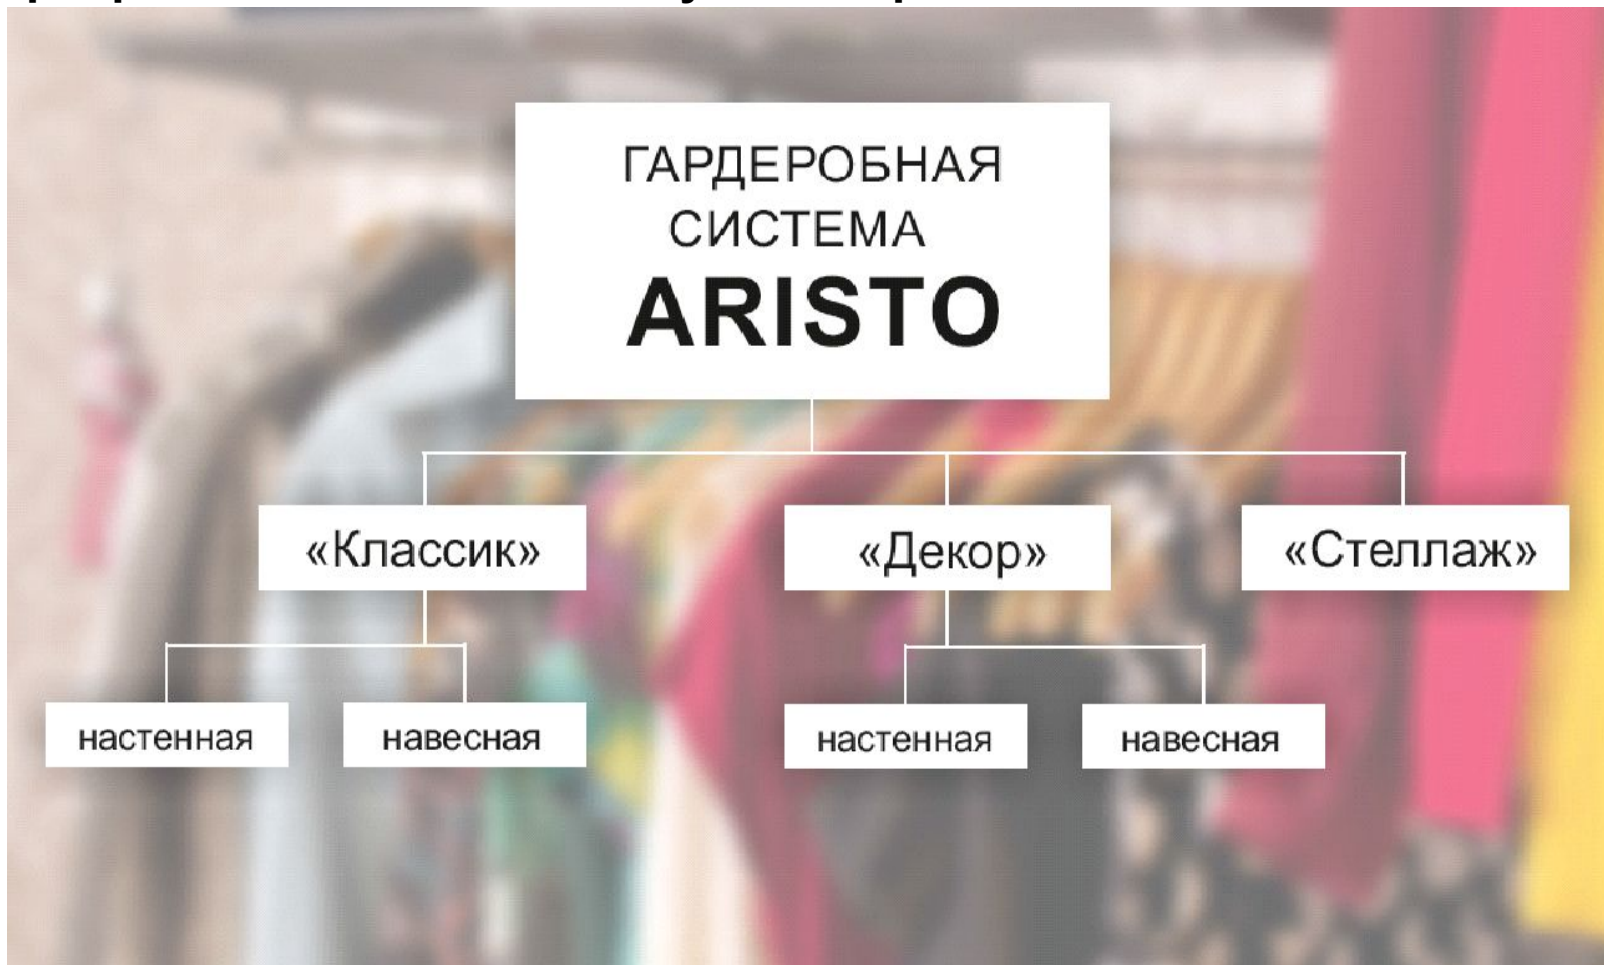 ГАРДЕРОБНАЯ
СИСТЕМА
ARISTO
«Классик»
«Декор»
«Стеллаж»
настенная
навесная
настенная
навесная